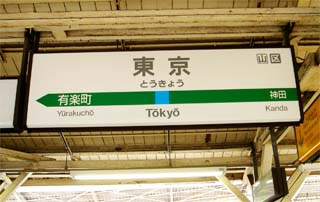 東京
山区
とうきょう
有楽町
神田
Yūrakuchō
Tōkyō
Kanda